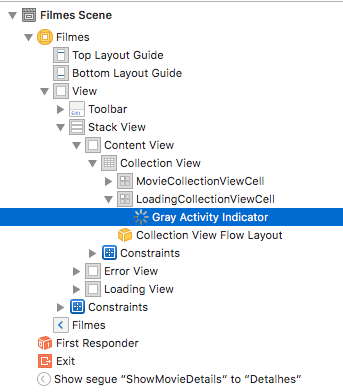 Filmes Scene
Filmes
Top Layout Guide
Bottom Layout Guide
View
Edit Toolbar
Stack View
Content View
Collection View
MovieCollectionViewCell
LoadingCollectionViewCell
Gray Activity Indicator
Collection View Flow Layout
Constraints
Error View
Loading View
Constraints
Filmes
First Responder
Exit
Show segue “ShowMovieDetails” to “Detalhes”